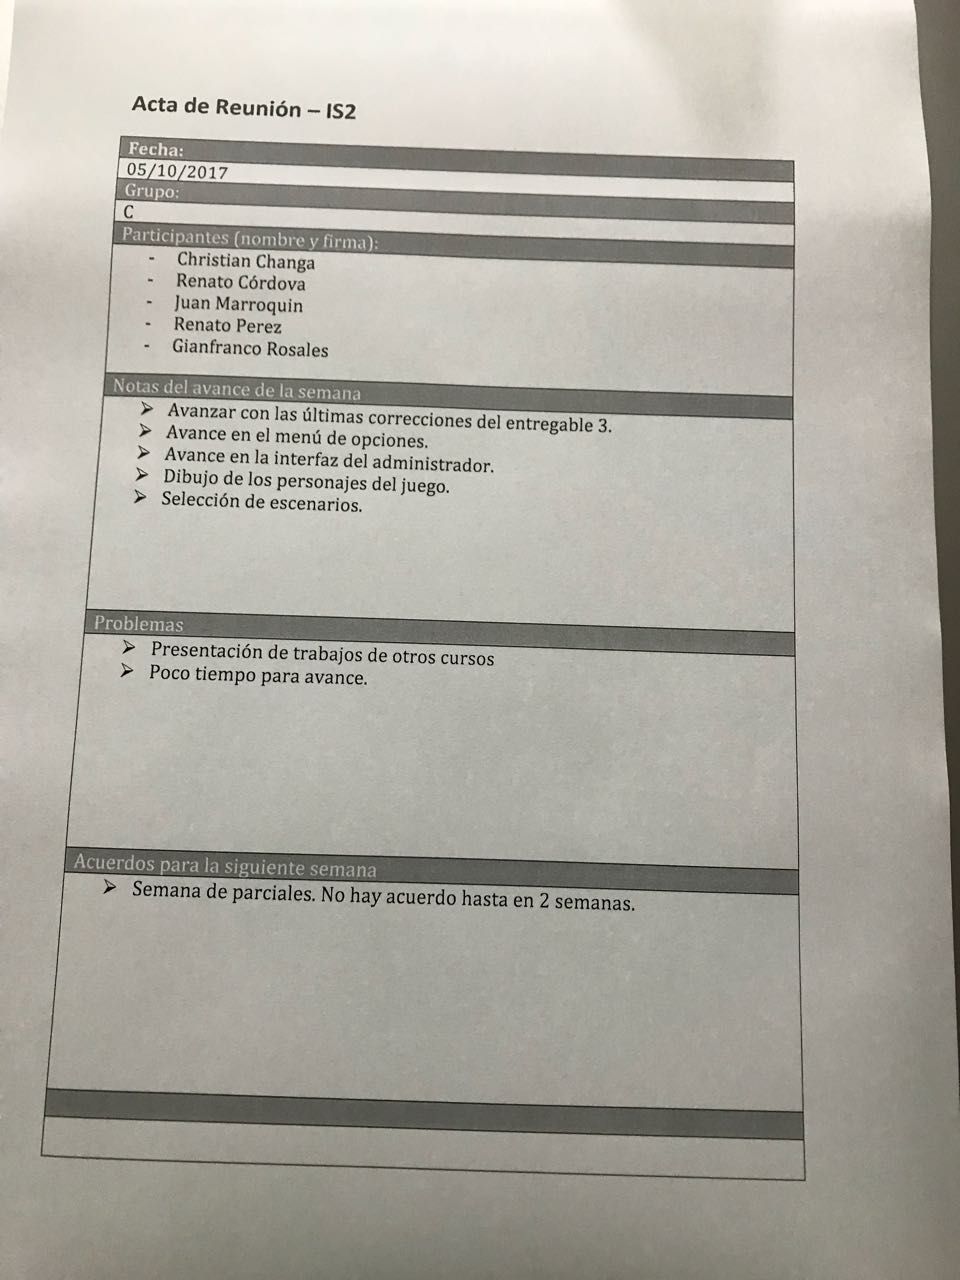 Acta de Reunión – IS2
Fecha:
05/10/2017
Grupo:
C
Participantes (nombre y firma):
- Christian Changa
- Renato Córdova
- Juan Marroquin
- Renato Perez
- Gianfranco Rosales
Notas del avance de la semana
➢ Avanzar con las últimas correcciones del entregable 3.
➢ Avance en el menú de opciones.
➢ Avance en la interfaz del administrador.
➢ Dibujo de los personajes del juego.
➢ Selección de escenarios.
Problemas
➢ Presentación de trabajos de otros cursos
➢ Poco tiempo para avance.
Acuerdos para la siguiente semana
➢ Semana de parciales. No hay acuerdo hasta en 2 semanas.